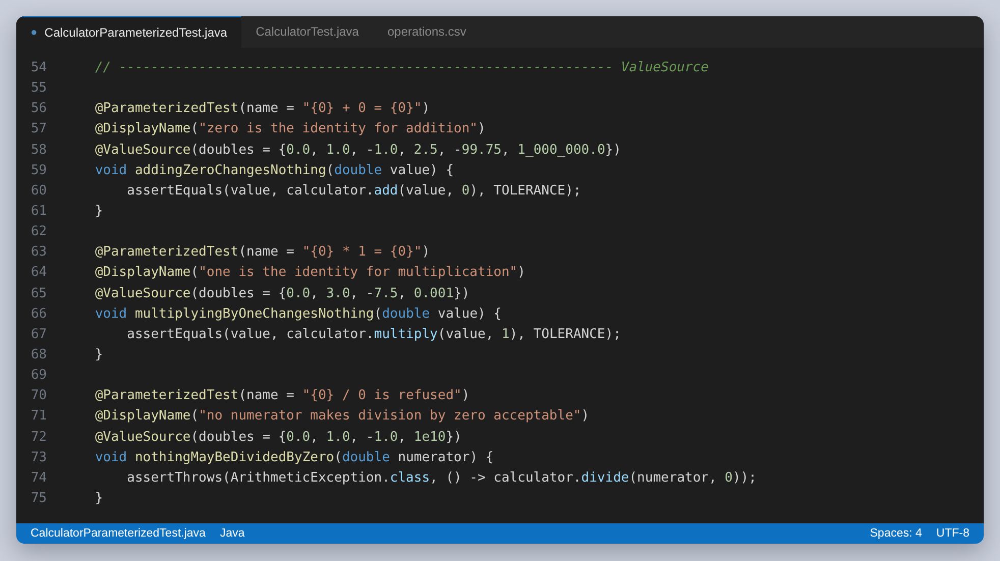 CalculatorParameterizedTest.java CalculatorTest.java operations.csv
54     // -------------------------------------------------------------- ValueSource
55
56     @ParameterizedTest(name = "{0} + 0 = {0}")
57     @DisplayName("zero is the identity for addition")
58     @ValueSource(doubles = {0.0, 1.0, -1.0, 2.5, -99.75, 1_000_000.0})
59     void addingZeroChangesNothing(double value) {
60         assertEquals(value, calculator.add(value, 0), TOLERANCE);
61     }
62
63     @ParameterizedTest(name = "{0} * 1 = {0}")
64     @DisplayName("one is the identity for multiplication")
65     @ValueSource(doubles = {0.0, 3.0, -7.5, 0.001})
66     void multiplyingByOneChangesNothing(double value) {
67         assertEquals(value, calculator.multiply(value, 1), TOLERANCE);
68     }
69
70     @ParameterizedTest(name = "{0} / 0 is refused")
71     @DisplayName("no numerator makes division by zero acceptable")
72     @ValueSource(doubles = {0.0, 1.0, -1.0, 1e10})
73     void nothingMayBeDividedByZero(double numerator) {
74         assertThrows(ArithmeticException.class, () -> calculator.divide(numerator, 0));
75     }
CalculatorParameterizedTest.java Java Spaces: 4 UTF-8